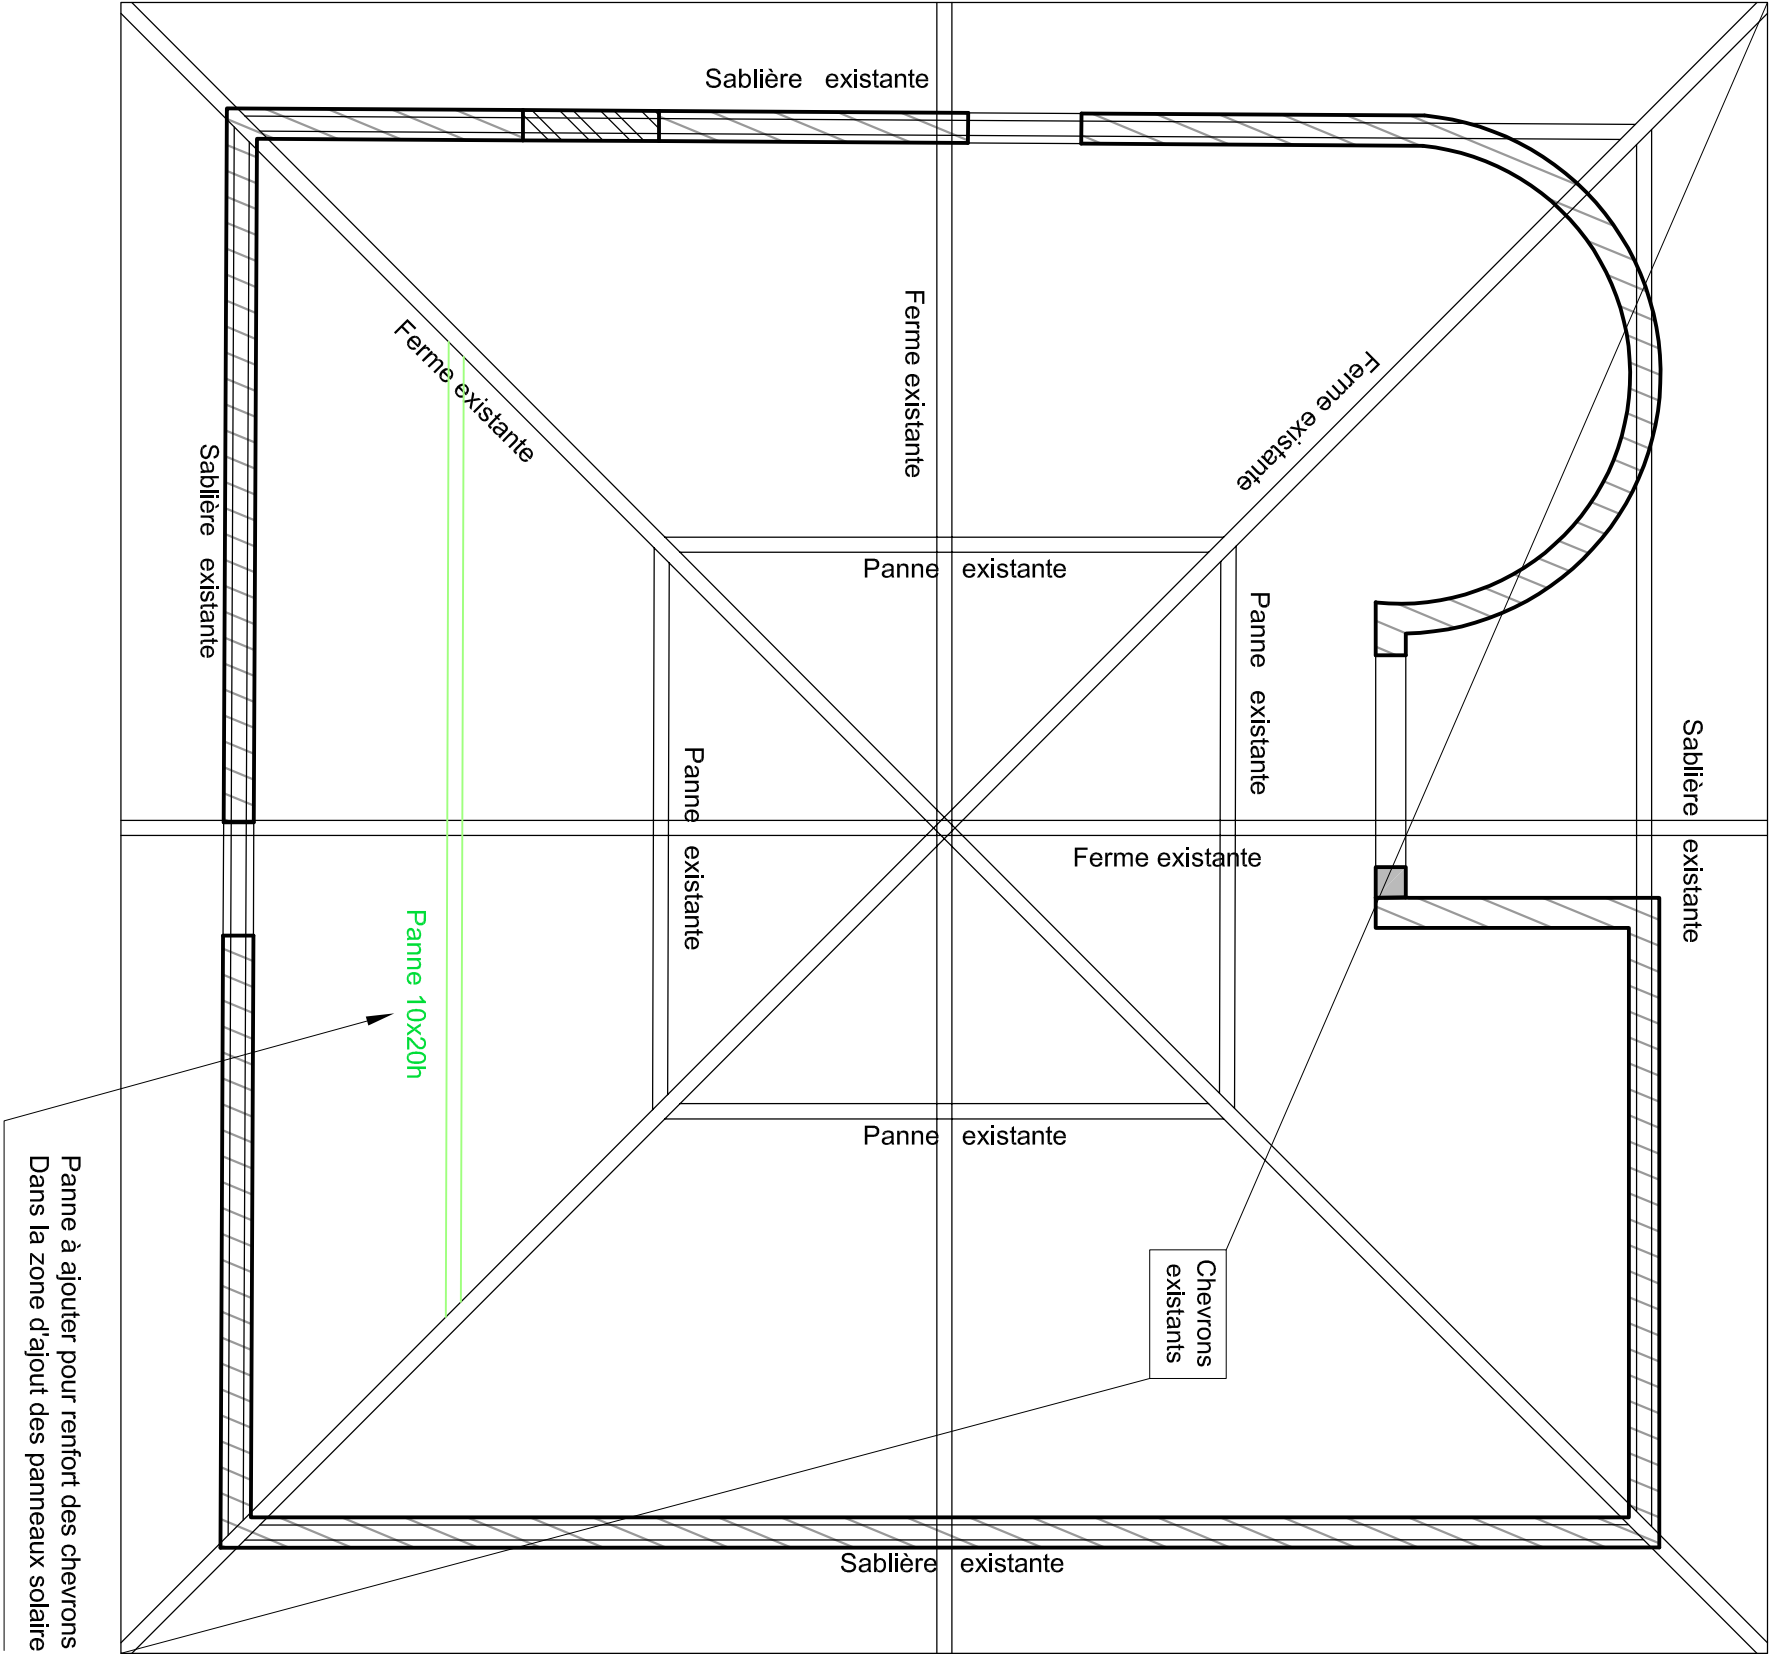 Sablière existante
Ferme existante
Ferme existante
Ferme existante
Sablière existante
Panne existante
Panne existante
Panne existante
Sablière existante
Ferme existante
Panne 10x20h
Panne existante
Chevrons
existants
Panne à ajouter pour renfort des chevrons
Dans la zone d'ajout des panneaux solaire
Sablière existante